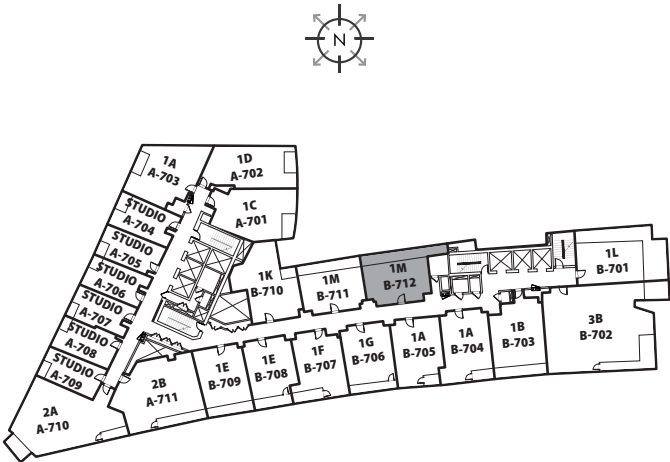 N
1A
A-703
1D
A-702
1C
A-701
STUDIO
A-704
STUDIO
A-705
STUDIO
A-706
STUDIO
A-707
STUDIO
A-708
STUDIO
A-709
2A
A-710
2B
A-711
1K
B-710
1M
B-711
1M
B-712
1L
B-701
1E
B-709
1E
B-708
1F
B-707
1G
B-706
1A
B-705
1A
B-704
1B
B-703
3B
B-702